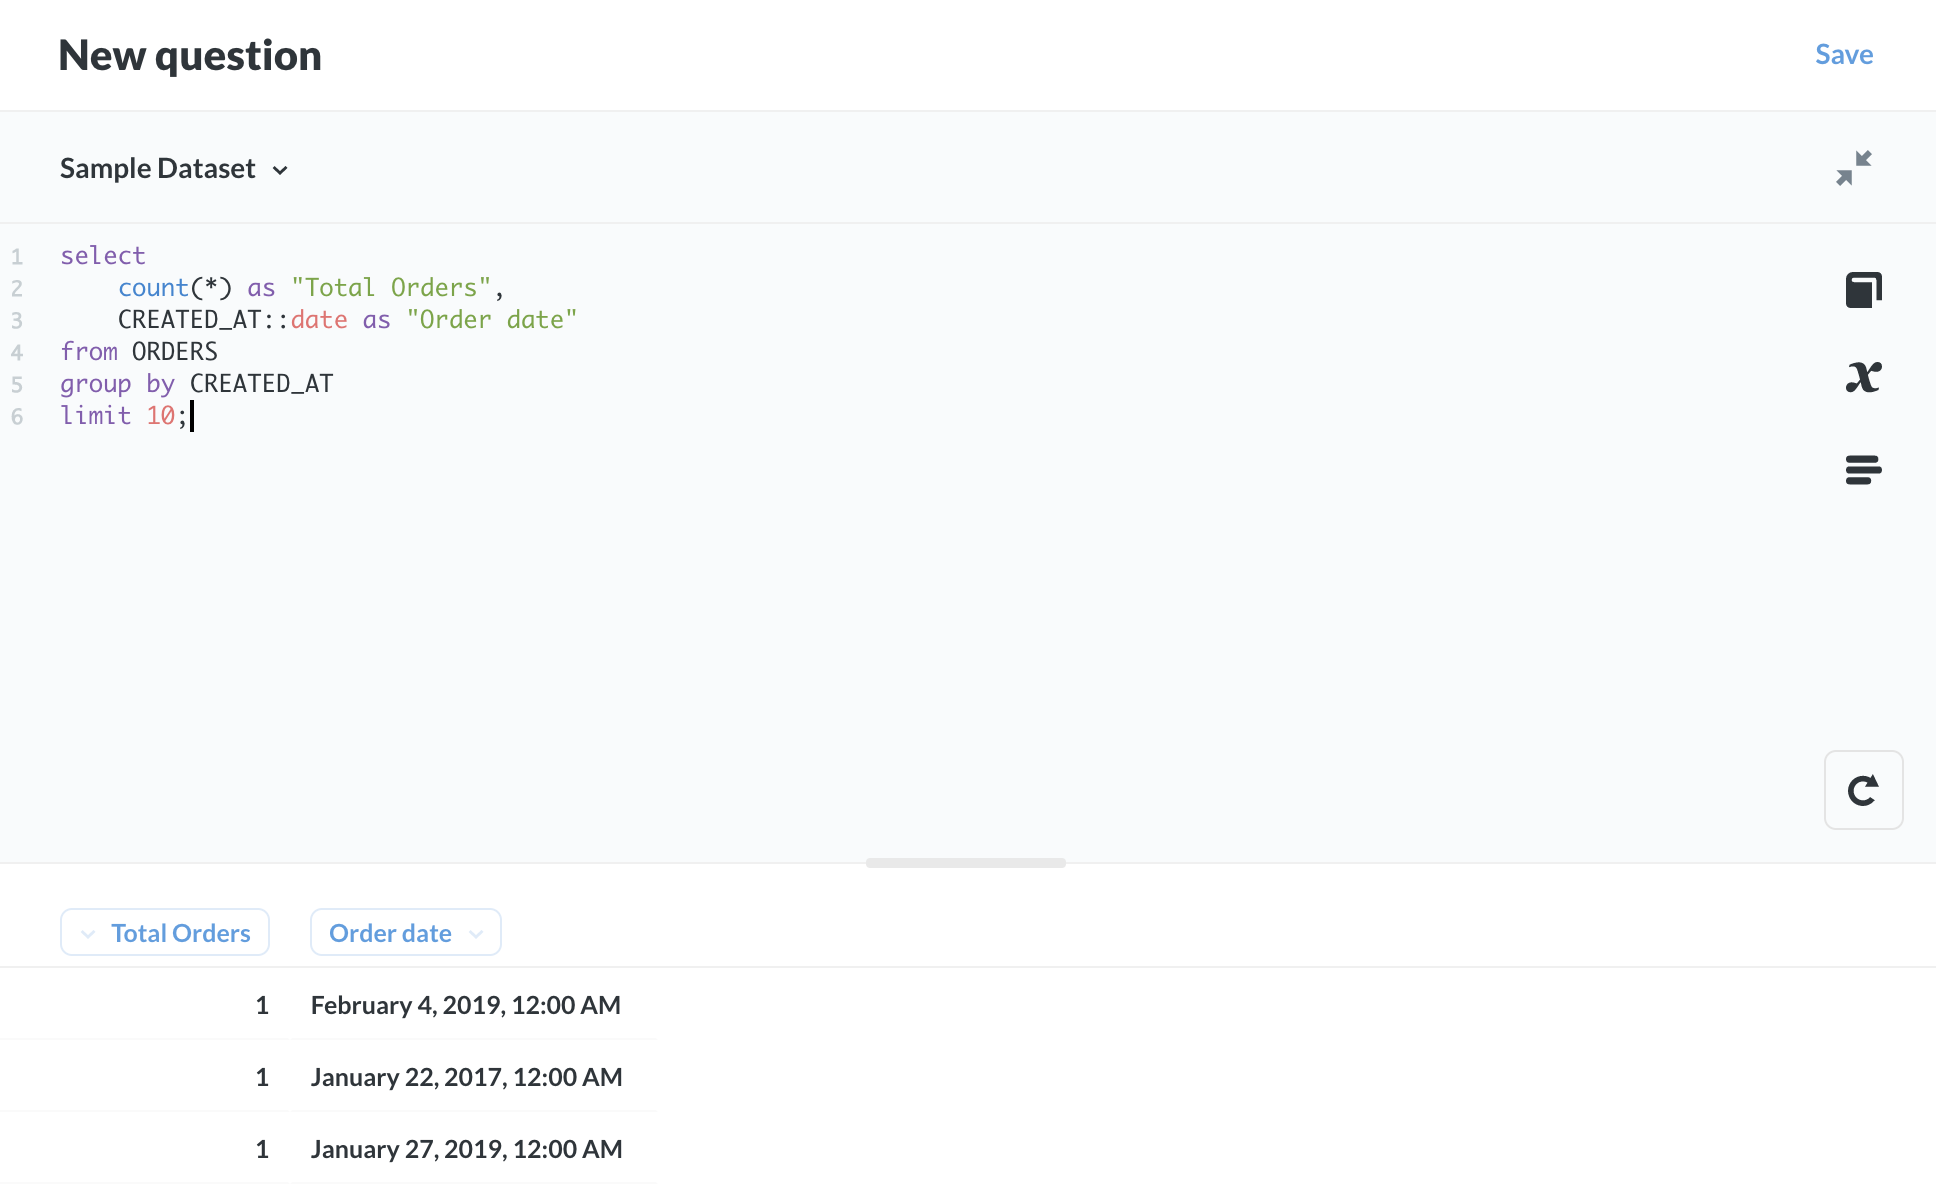 New question
Save
Sample Dataset
1 select
2     count(*) as "Total Orders",
3     CREATED_AT::date as "Order date"
4 from ORDERS
5 group by CREATED_AT
6 limit 10;
Total Orders Order date
1 February 4, 2019, 12:00 AM
1 January 22, 2017, 12:00 AM
1 January 27, 2019, 12:00 AM